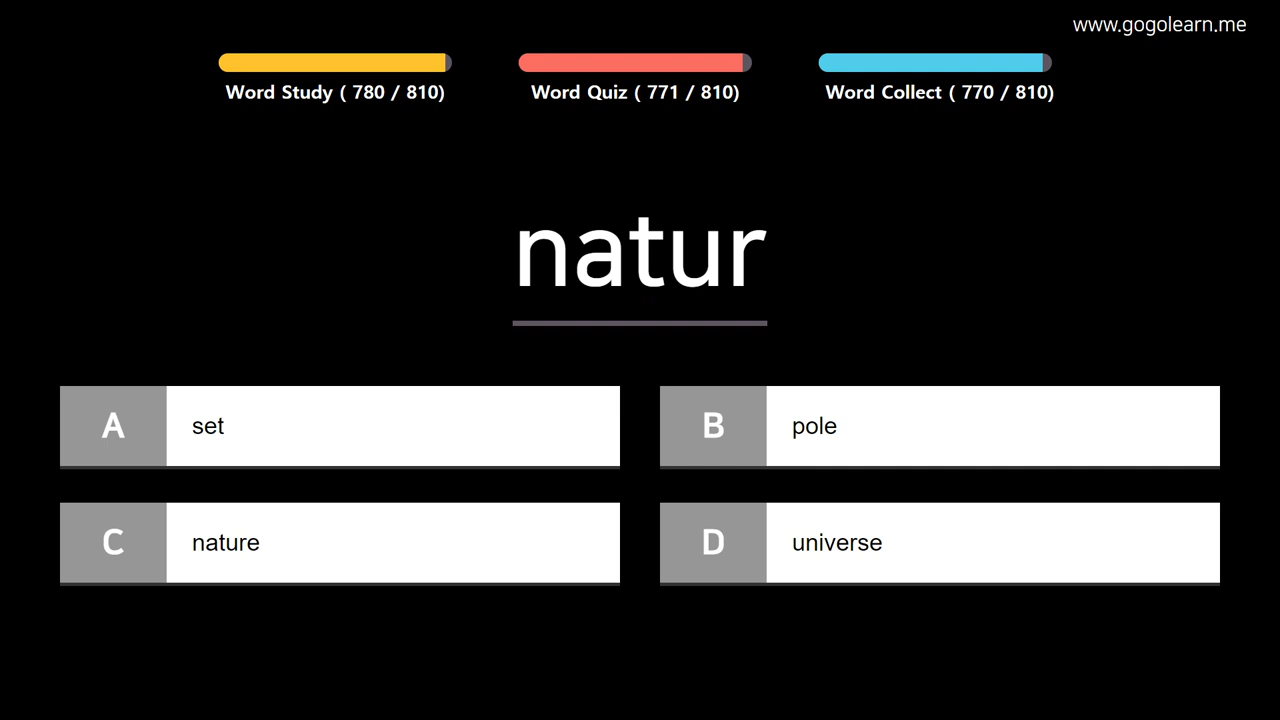 www.gogolearn.me
Word Study ( 780 / 810)
Word Quiz ( 771 / 810)
Word Collect ( 770 / 810)
natur
A set
B pole
C nature
D universe